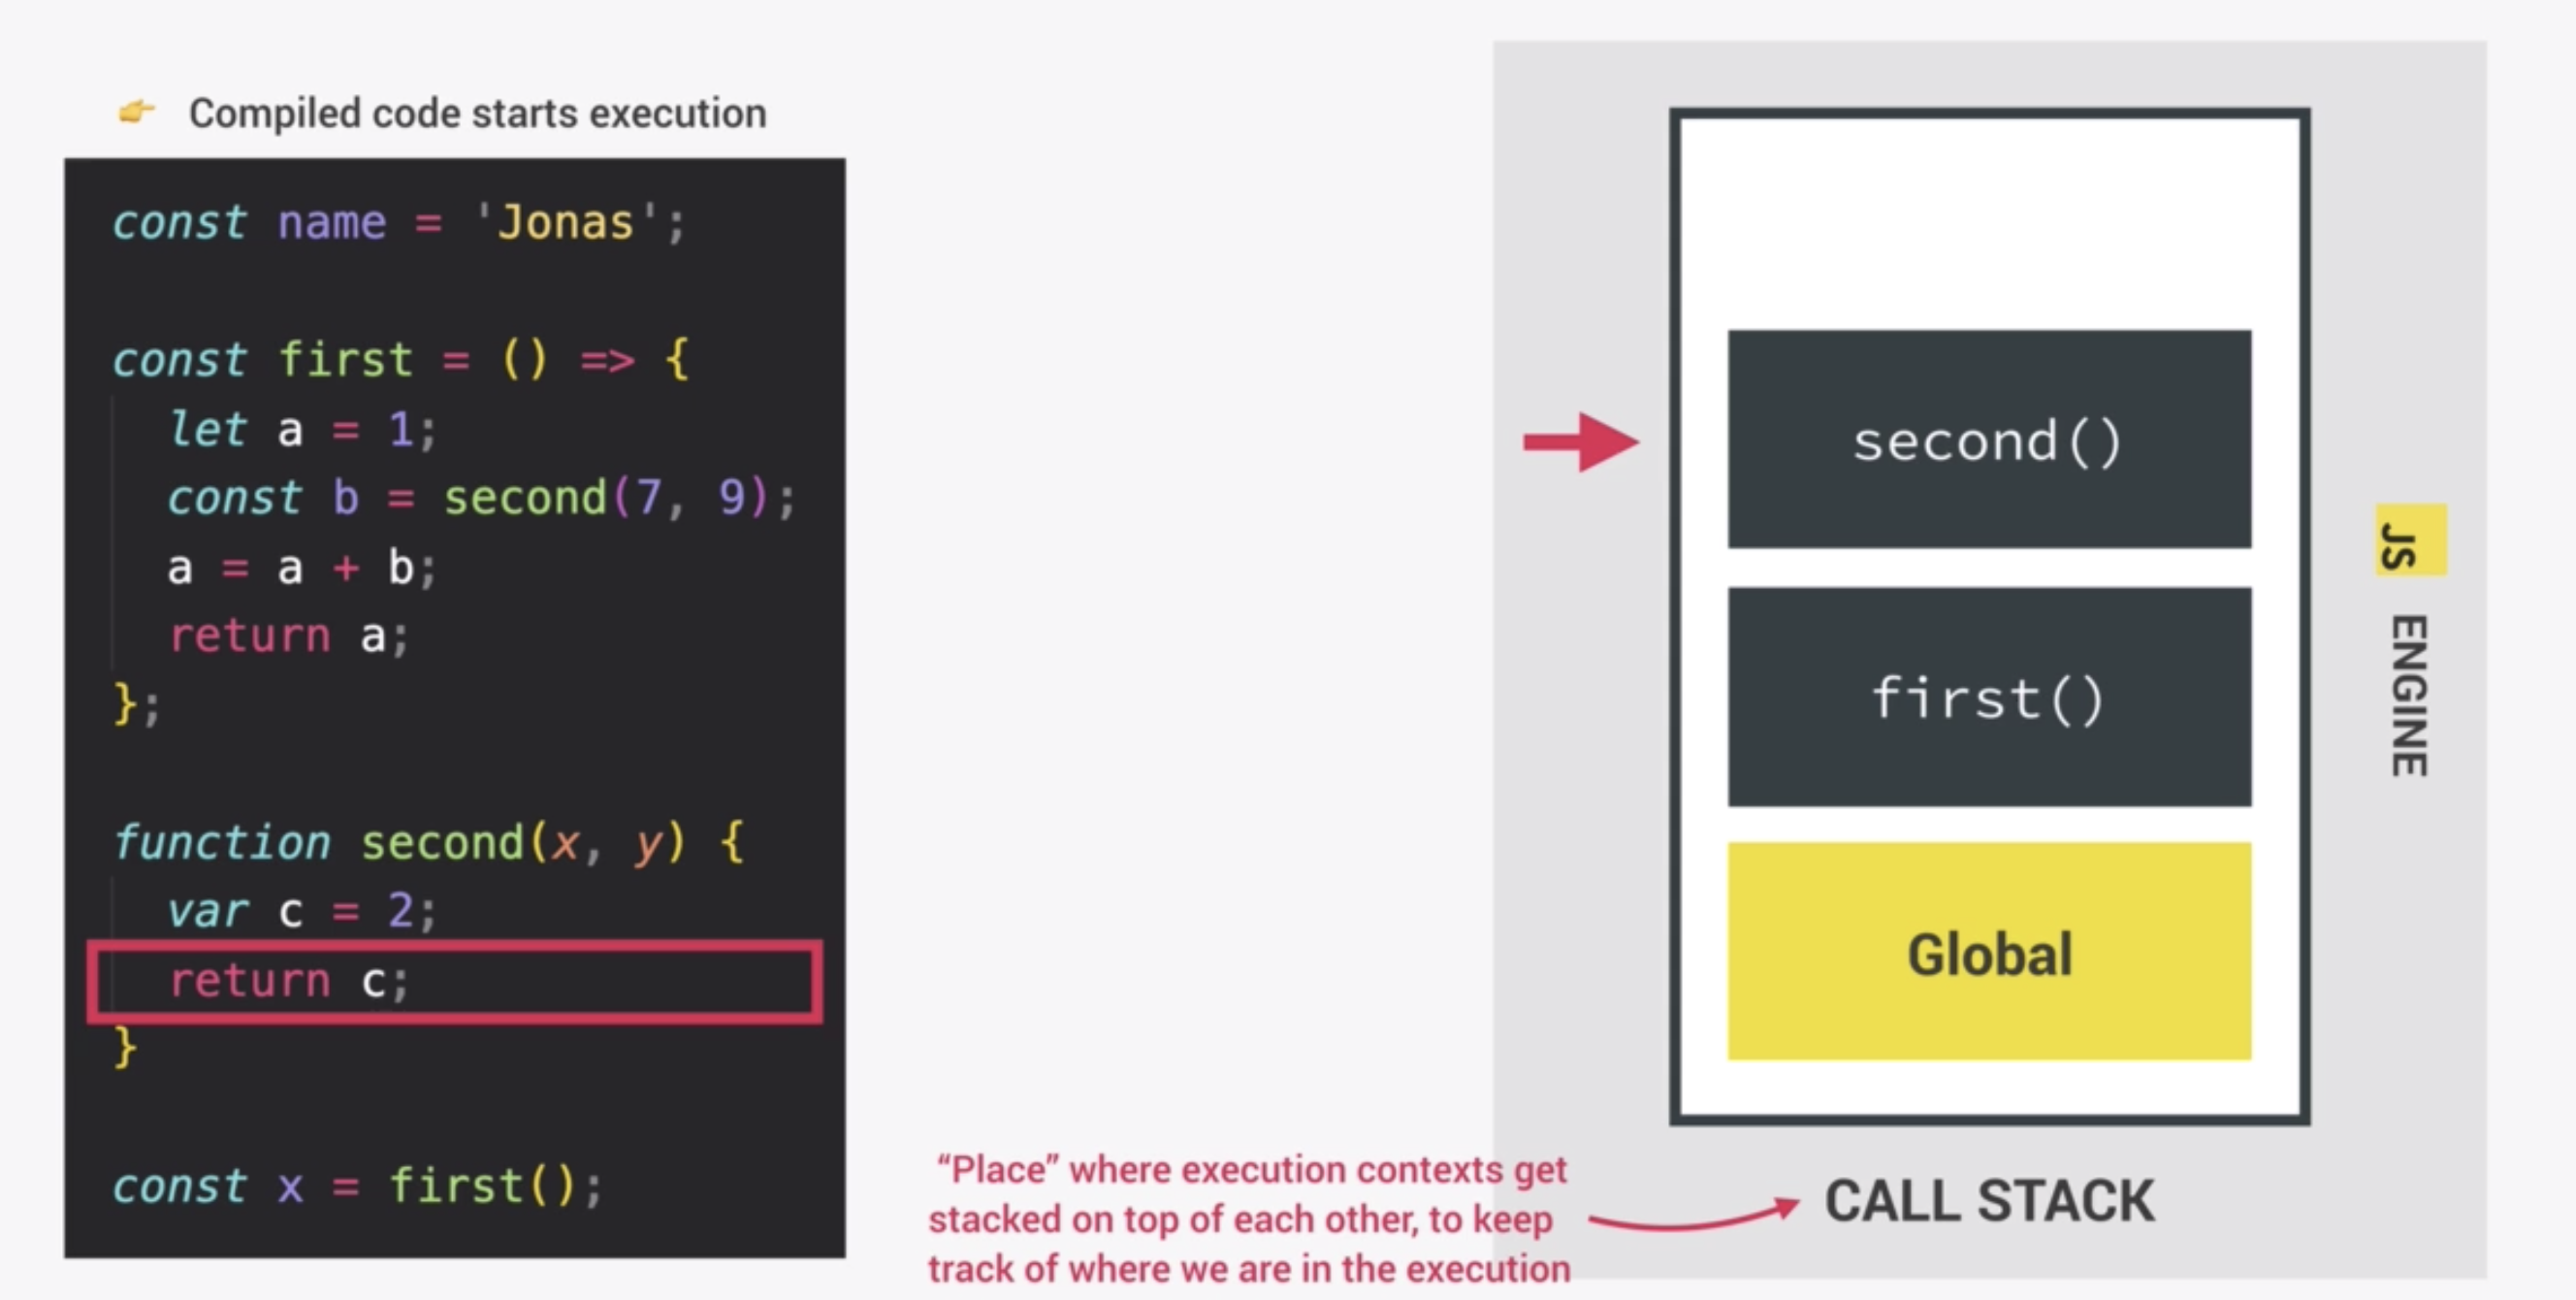 👉 Compiled code starts execution
const name = 'Jonas';
const first = () => {
let a = 1;
const b = second(7, 9);
a = a + b;
return a;
};
function second(x, y) {
var c = 2;
return c;
}
const x = first();
second()
first()
Global
CALL STACK
“Place” where execution contexts get
stacked on top of each other, to keep
track of where we are in the execution
JS ENGINE